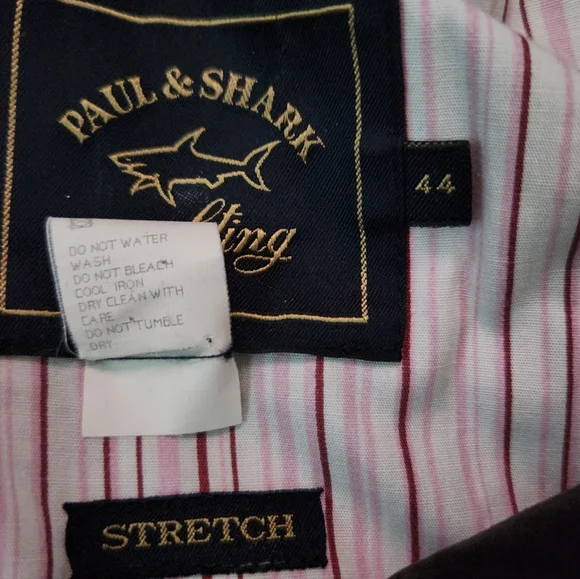 PAUL & SHARK
44
DO NOT WATER
WASH
DO NOT BLEACH
COOL IRON
DRY CLEAN WITH
CARE
DO NOT TUMBLE
DRY
STRETCH